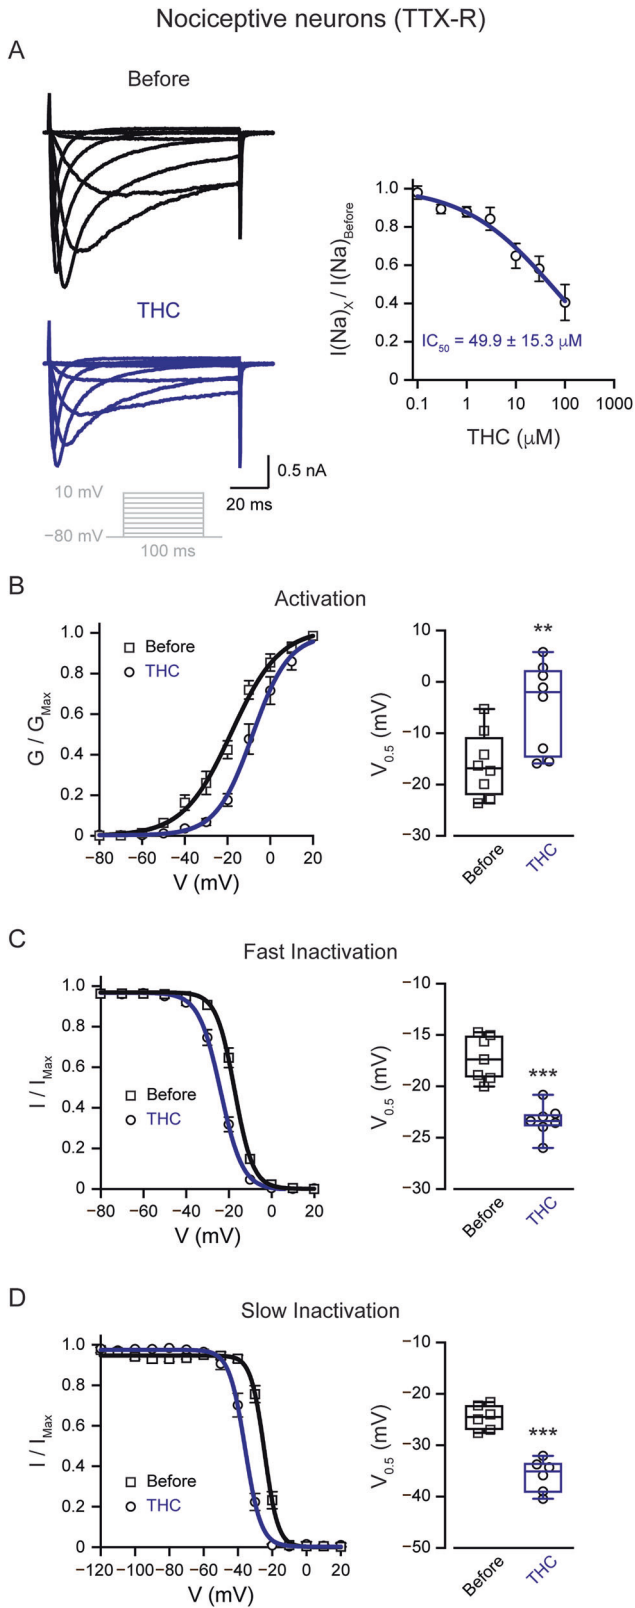 Nociceptive neurons (TTX-R)
A
Before
THC
0.5 nA
20 ms
10 mV
−80 mV
100 ms
I(Na)X / I(Na)Before
1.0
0.8
0.6
0.4
0.2
0
IC50 = 49.9 ± 15.3 µM
0.1 1 10 100 1000
THC (µM)
B
Activation
G / GMax
1.0
0.8
0.6
0.4
0.2
0
Before
THC
−80 −60 −40 −20 0 20
V (mV)
V0.5 (mV)
10
0
−10
−20
−30
**
Before THC
C
Fast Inactivation
I / IMax
1.0
0.8
0.6
0.4
0.2
0
Before
THC
−80 −60 −40 −20 0 20
V (mV)
V0.5 (mV)
−10
−15
−20
−25
−30
***
Before THC
D
Slow Inactivation
I / IMax
1.0
0.8
0.6
0.4
0.2
0
Before
THC
−120 −100 −80 −60 −40 −20 0 20
V (mV)
V0.5 (mV)
−10
−20
−30
−40
−50
***
Before THC